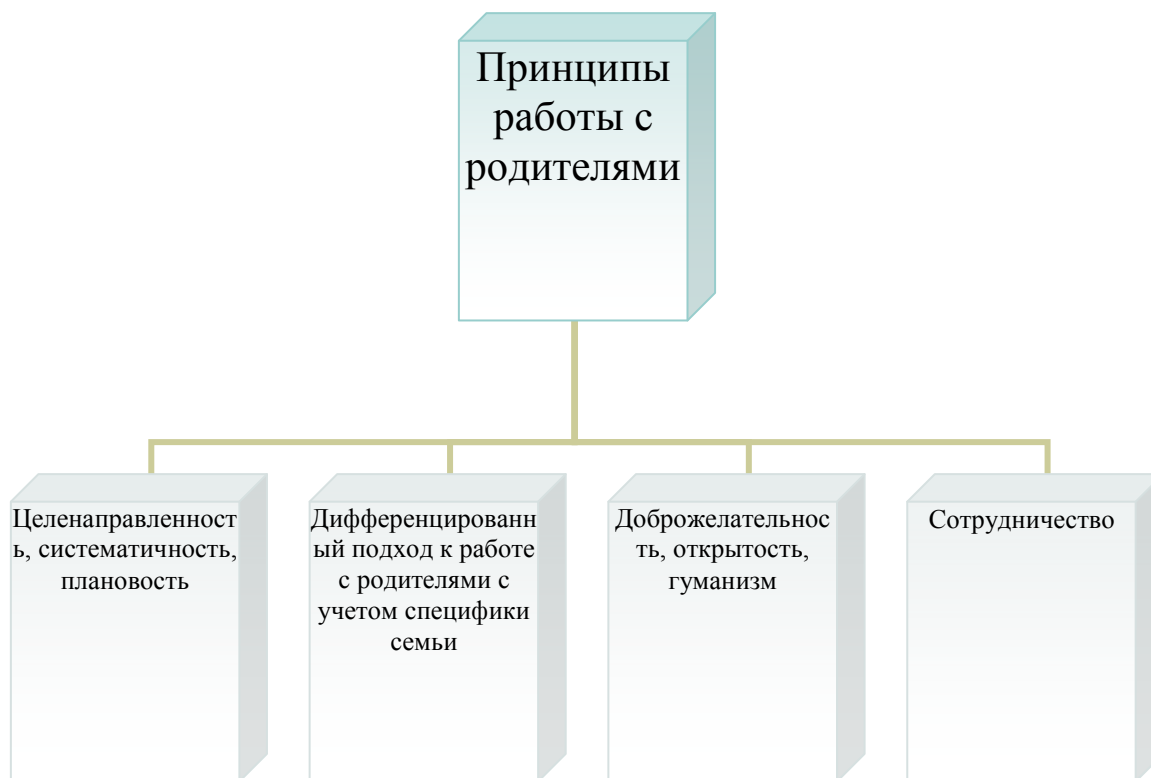 Принципы
работы с
родителями
Целенаправленност
ь, систематичность,
плановость
Дифференцированн
ый подход к работе
с родителями с
учетом специфики
семьи
Доброжелательнос
ть, открытость,
гуманизм
Сотрудничество